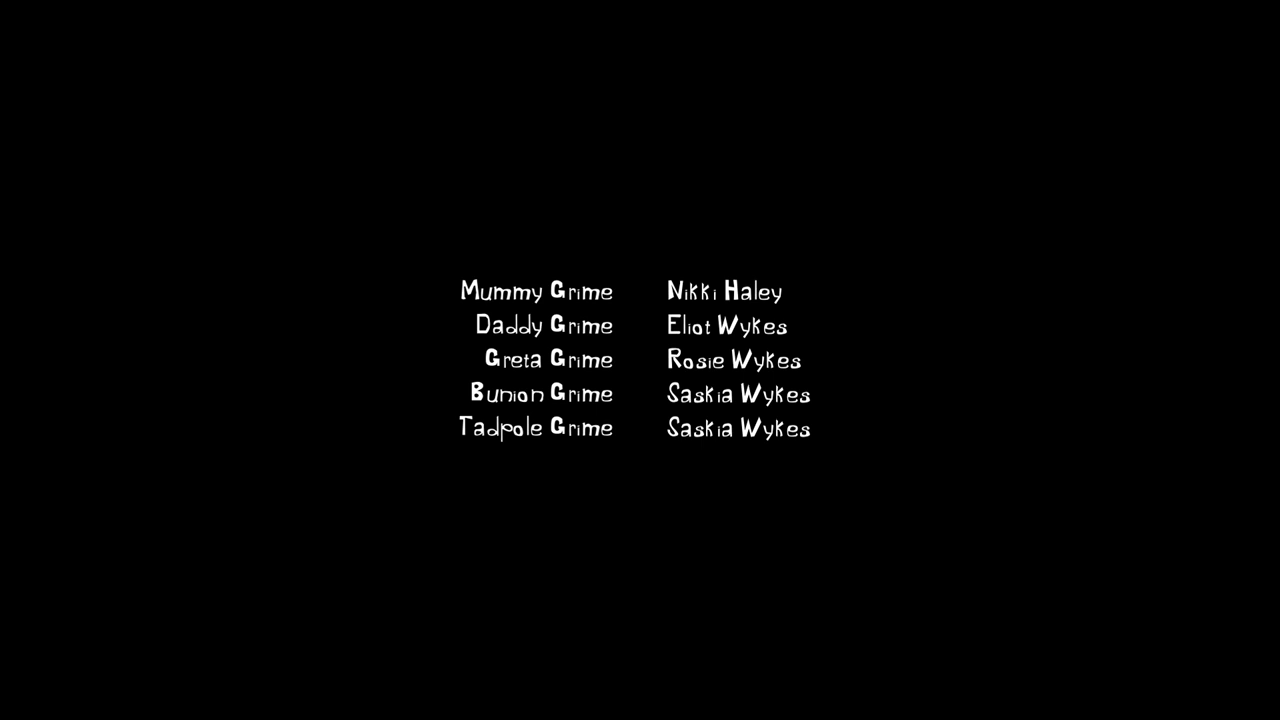 Mummy Grime Nikki Haley
Daddy Grime Eliot Wykes
Greta Grime Rosie Wykes
Bunion Grime Saskia Wykes
Tadpole Grime Saskia Wykes